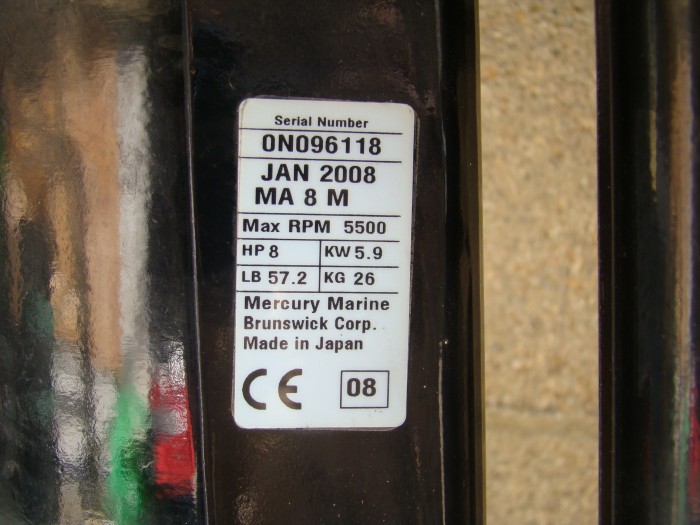 Serial Number
0N096118
JAN 2008
MA 8 M
Max RPM 5500
HP 8 KW 5.9
LB 57.2 KG 26
Mercury Marine
Brunswick Corp.
Made in Japan
CE 08